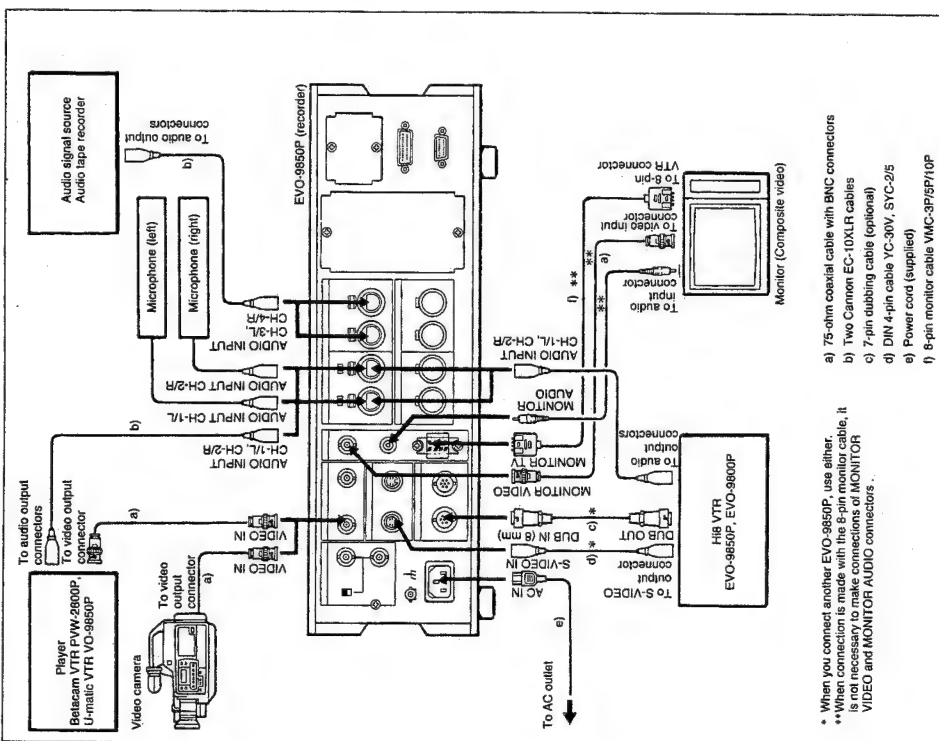 Player
Betacam VTR PVW-2600P,
U-matic VTR VO-9850P
To audio output
connectors
To video output
connector
b)
a)
Video camera
To video
output
connector
a)
VIDEO IN
VIDEO IN
Microphone (left)
Microphone (right)
Audio signal source
Audio tape recorder
To audio output
connectors
b)
AUDIO INPUT
CH-1/L, CH-2/R
AUDIO INPUT CH-1/L
AUDIO INPUT CH-2/R
AUDIO INPUT
CH-3/L,
CH-4/R
EVO-9850P (recorder)
AC IN
e)
To AC outlet
S-VIDEO IN
d) *
To S-VIDEO
output
connector
DUB IN (8 mm)
c) *
DUB OUT
MONITOR VIDEO
MONITOR TV
MONITOR
AUDIO
AUDIO INPUT
CH-1/L, CH-2/R
To audio
output
connectors
Hi8 VTR
EVO-9850P, EVO-9800P
f) **
**
a)
**
To audio
input
connector
To video input
connector
To 8-pin
VTR connector
Monitor (Composite video)
* When you connect another EVO-9850P, use either.
**When connection is made with the 8-pin monitor cable, it
is not necessary to make connections of MONITOR
VIDEO and MONITOR AUDIO connectors .
a) 75-ohm coaxial cable with BNC connectors
b) Two Cannon EC-10XLR cables
c) 7-pin dubbing cable (optional)
d) DIN 4-pin cable YC-30V, SYC-2/5
e) Power cord (supplied)
f) 8-pin monitor cable VMC-3P/5P/10P